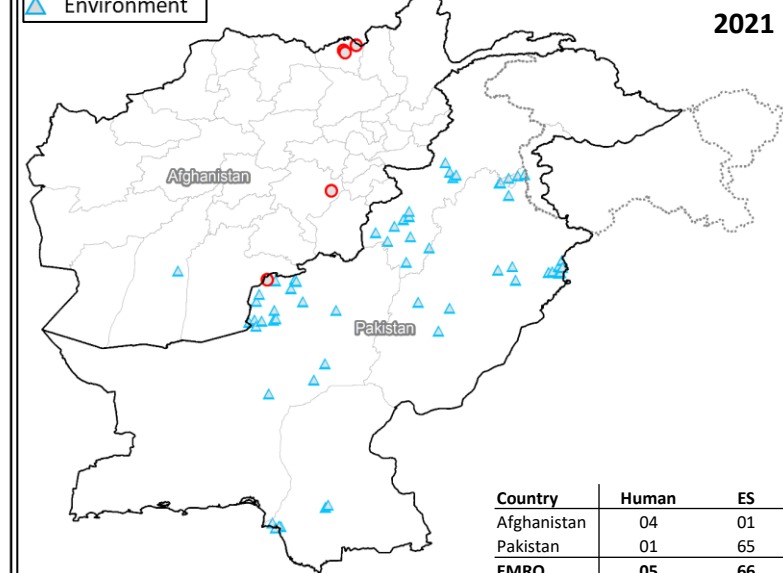 Environment
2021
Afghanistan
Pakistan
Country Human ES
Afghanistan 04 01
Pakistan 01 65
EMRO 05 66